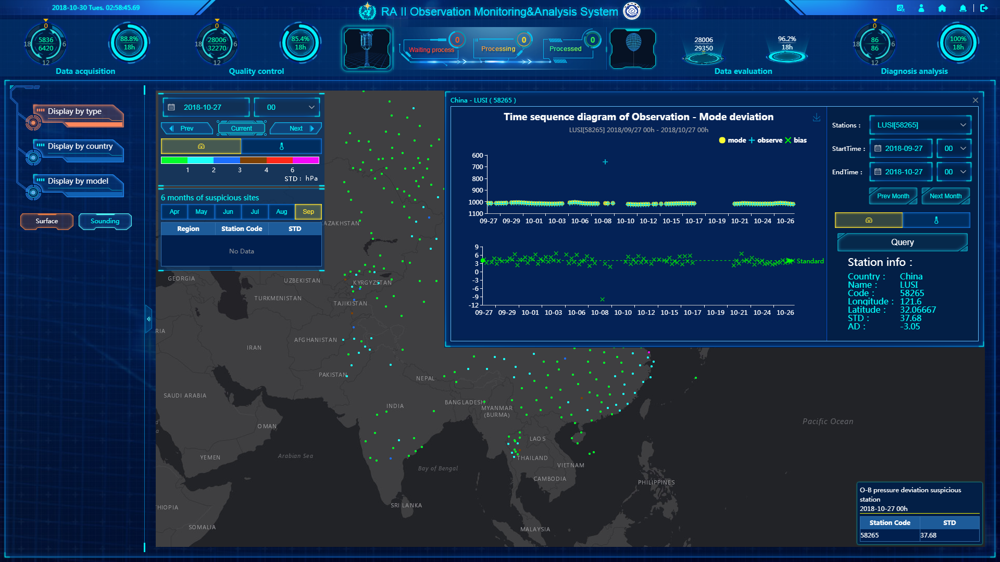 2018-10-30 Tues. 02:58:45.69
RA II Observation Monitoring&Analysis System
0
18
5836
6420
6
12
88.8%
18h
Data acquisition
0
18
28006
32270
6
12
85.4%
18h
Quality control
Waiting process
0
Processing
0
Processed
0
28006
29350
96.2%
18h
Data evaluation
0
18
86
86
6
12
100%
18h
Diagnosis analysis
Display by type
Display by country
Display by model
Surface
Sounding
2018-10-27
00
Prev
Current
Next
1 2 3 4 6
STD : hPa
6 months of suspicious sites
Apr May Jun Jul Aug Sep
Region Station Code STD
No Data
China - LUSI ( 58265 )
Time sequence diagram of Observation - Mode deviation
LUSI[58265] 2018/09/27 00h - 2018/10/27 00h
mode observe bias
600
700
800
900
1000
1100
09-27 09-29 10-01 10-03 10-06 10-08 10-10 10-12 10-15 10-17 10-19 10-21 10-24 10-26
9
6
3
0
-3
-6
-9
-12
Standard
09-27 09-29 10-01 10-03 10-06 10-08 10-10 10-12 10-15 10-17 10-19 10-21 10-24 10-26
Stations : LUSI[58265]
StartTime : 2018-09-27 00
EndTime : 2018-10-27 00
Prev Month Next Month
Query
Station info :
Country : China
Name : LUSI
Code : 58265
Longitude : 121.6
Latitude : 32.06667
STD : 37.68
AD : -3.05
AZAKHSTAN
GEORGIA
UZBEKISTAN
KYRGYZSTAN
TURKMENISTAN
TAJIKISTAN
RIA
AFGHANISTAN
IRAN
PAKISTAN
NEPAL
SAUDI ARABIA
BANGLADESH
INDIA
MYANMAR
(BURMA)
d
a
OMAN
Pacific Ocean
LAOS
YEMEN
Arabian Sea
THAILAND
VIETNAM
Bay of Bengal
CAMBODIA
PHILIPPINES
HIOPIA
SRI LANKA
SOMALIA
MALAYSIA
O-B pressure deviation suspicious
station
2018-10-27 00h
Station Code STD
58265 37.68